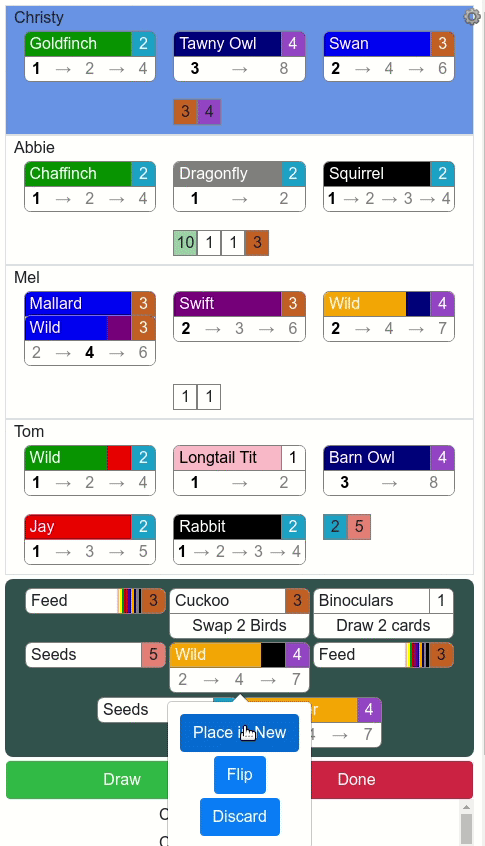 Christy
Goldfinch 2 Tawny Owl 4 Swan 3
1 → 2 → 4 3 → 8 2 → 4 → 6
3 4
Abbie
Chaffinch 2 Dragonfly 2 Squirrel 2
1 → 2 → 4 1 → 2 1 → 2 → 3 → 4
10 1 1 3
Mel
Mallard 3 Swift 3 Wild 4
Wild 3 2 → 3 → 6 2 → 4 → 7
2 → 4 → 6
1 1
Tom
Wild 2 Longtail Tit 1 Barn Owl 4
1 → 2 → 4 1 → 2 3 → 8
Jay 2 Rabbit 2 2 5
1 → 3 → 5 1 → 2 → 3 → 4
Feed 3 Cuckoo 3 Binoculars 1
Swap 2 Birds Draw 2 cards
Seeds 5 Wild 4 Feed 3
2 → 4 → 7
Seeds 4
4 → 7
Place in New
Draw Flip Done
Discard